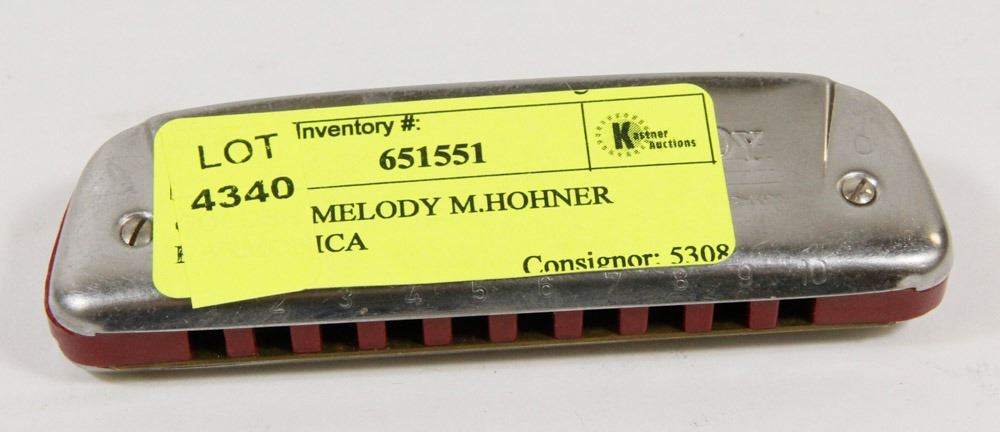 LOT
4340
Inventory #:
651551
Kastner
Auctions
MELODY M.HOHNER
ICA
Consignor: 5308
OY
2 3 4 5 6 7 8 9 10